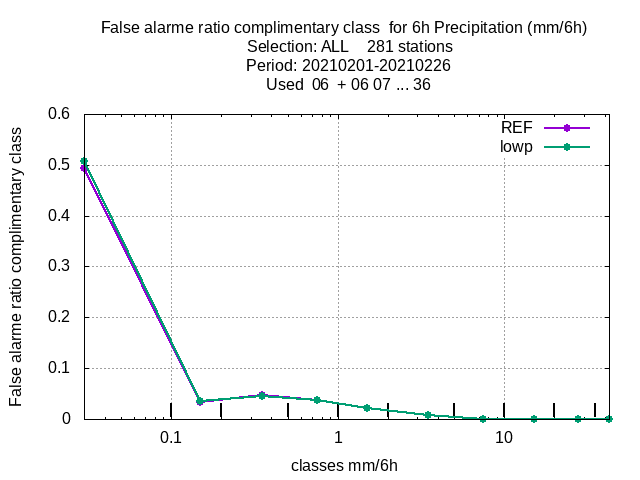 False alarme ratio complimentary class  for 6h Precipitation (mm/6h)
Selection: ALL    281 stations
Period: 20210201-20210226
Used  06  + 06 07 ... 36
False alarme ratio complimentary class
0.6
0.5
0.4
0.3
0.2
0.1
0
REF
lowp
0.1
1
10
classes mm/6h